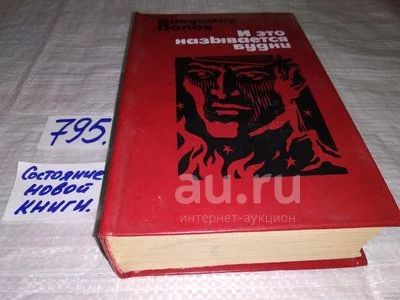 Владимир
Попов
И это
называется
будни
795.
Состояние
новой
книги.
au.ru
интернет-аукцион